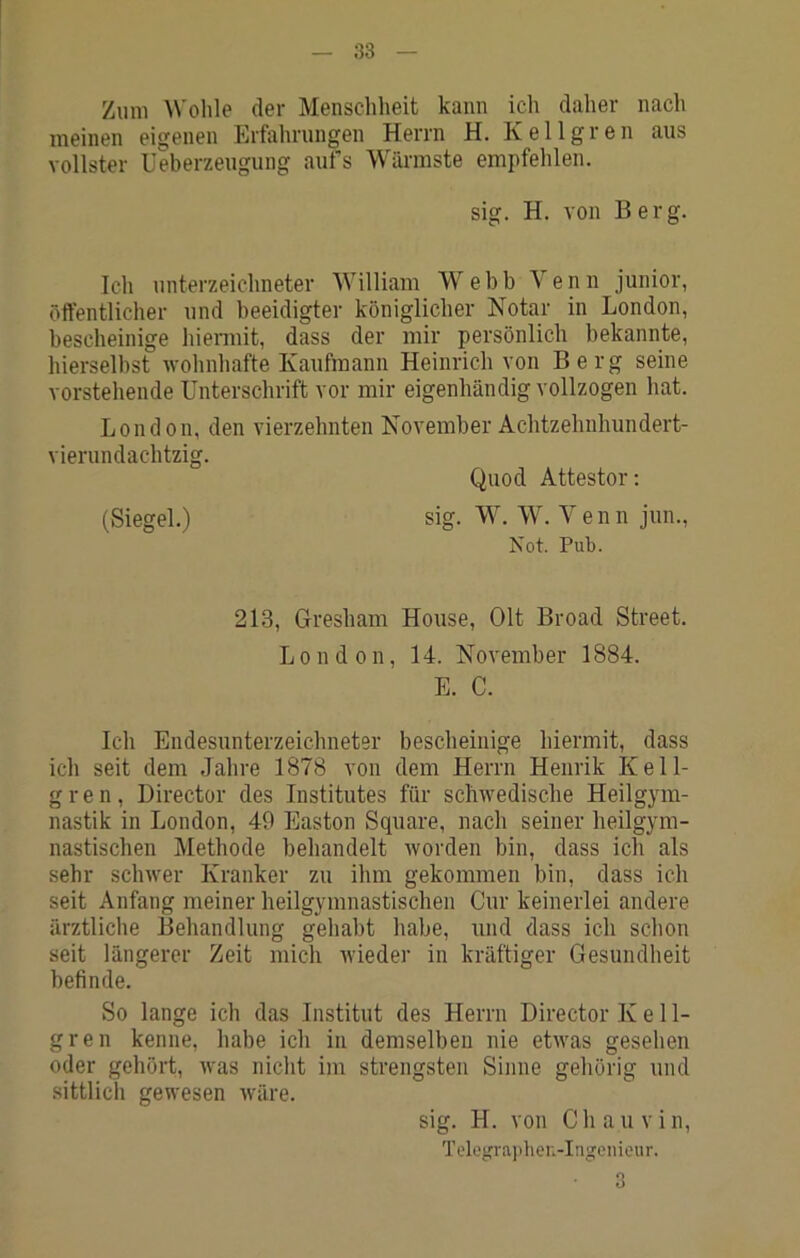 — 33 —
Zum Wohle der Menschheit kann ich daher nach
meinen eigenen Erfahrungen Herrn H. Kellgren aus
vollster Ueberzeugung auf's Wärmste empfehlen.
sig. H. von Berg.
Ich unterzeichneter William Webb Venn junior,
öffentlicher und beeidigter königlicher Notar in London,
bescheinige hiermit, dass der mir persönlich bekannte,
hierselbst wohnhafte Kaufmann Heinrich von Berg seine
vorstehende Unterschrift vor mir eigenhändig vollzogen hat.
London, den vierzehnten November Achtzehnhundert-
vierundachtzig.
Quod Attestor:
(Siegel.) sig. W. W. Venn jun.,
Not. Pub.
213, Gresham House, Olt Broad Street.
London, 14. November 1884.
E. C.
Ich Endesunterzeichneter bescheinige hiermit, dass
ich seit dem Jahre 1878 von dem Herrn Henrik Kell-
gren, Director des Institutes für schwedische Heilgym-
nastik in London, 49 Easton Square, nach seiner heilgym-
nastischen Methode behandelt worden bin, dass ich als
sehr schwer Kranker zu ihm gekommen bin, dass ich
seit Anfang meiner heilgymnastischen Cur keinerlei andere
ärztliche Behandlung gehabt habe, und dass ich schon
seit längerer Zeit mich wieder in kräftiger Gesundheit
befinde.
So lange ich das Institut des Herrn Director Kell-
gren kenne, habe ich in demselben nie etwas gesehen
oder gehört, was nicht im strengsten Sinne gehörig und
sittlich gewesen wäre.
sig. H. von Chauvin,
Telegraphen-Ingenieur.
3